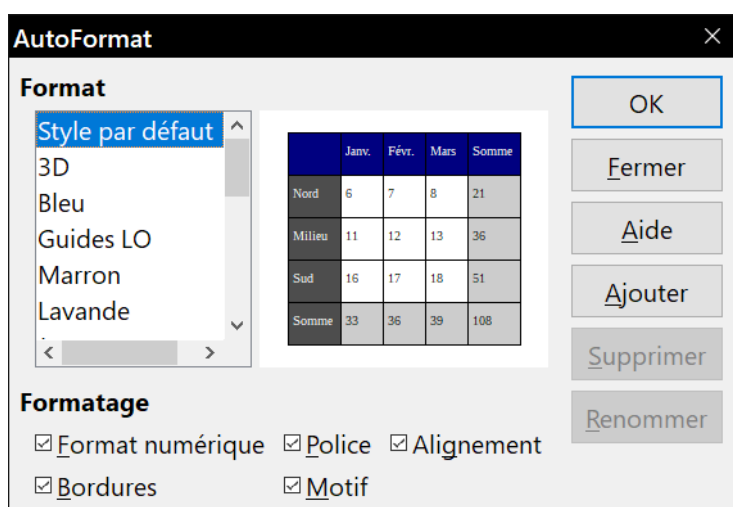 AutoFormat
Format
Style par défaut
3D
Bleu
Guides LO
Marron
Lavande
Janv. Févr. Mars Somme
Nord 6 7 8 21
Milieu 11 12 13 36
Sud 16 17 18 51
Somme 33 36 39 108
OK
Fermer
Aide
Ajouter
Supprimer
Renommer
Formatage
Format numérique Police Alignement
Bordures Motif